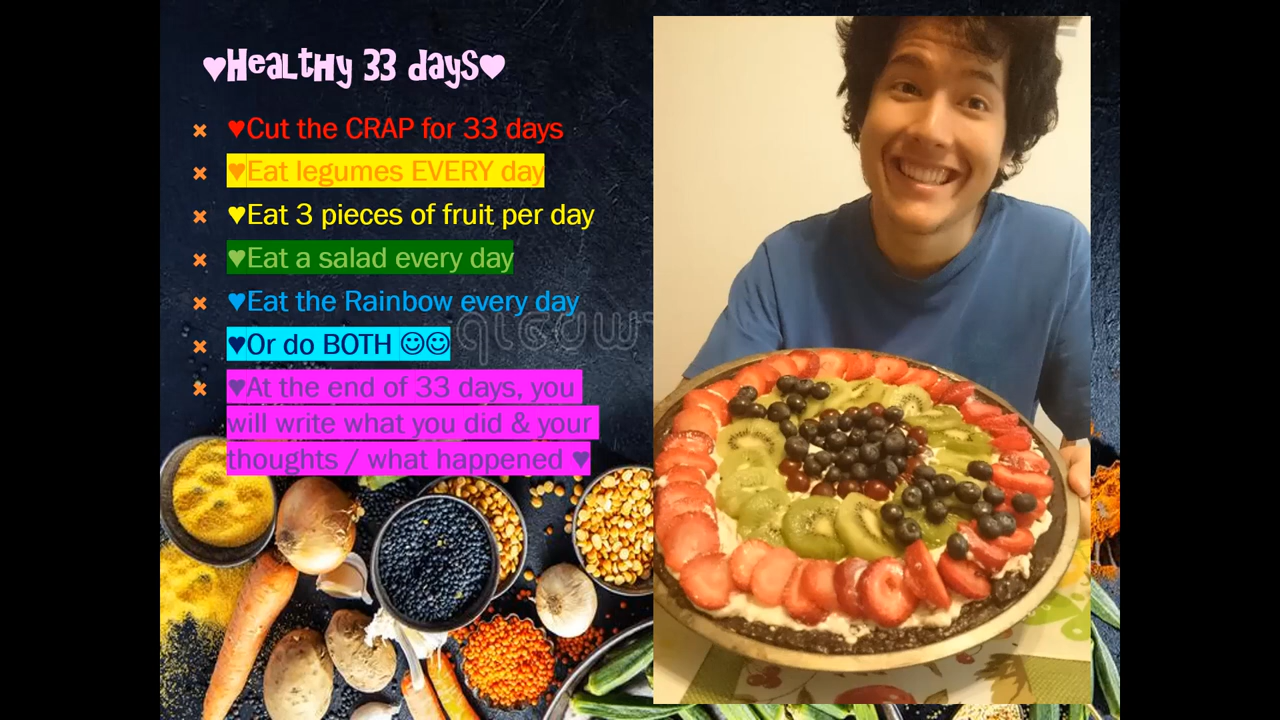 ♥Healthy 33 days♥
♥Cut the CRAP for 33 days
♥Eat legumes EVERY day
♥Eat 3 pieces of fruit per day
♥Eat a salad every day
♥Eat the Rainbow every day
♥Or do BOTH ☺☺
♥At the end of 33 days, you
will write what you did & your
thoughts / what happened ♥